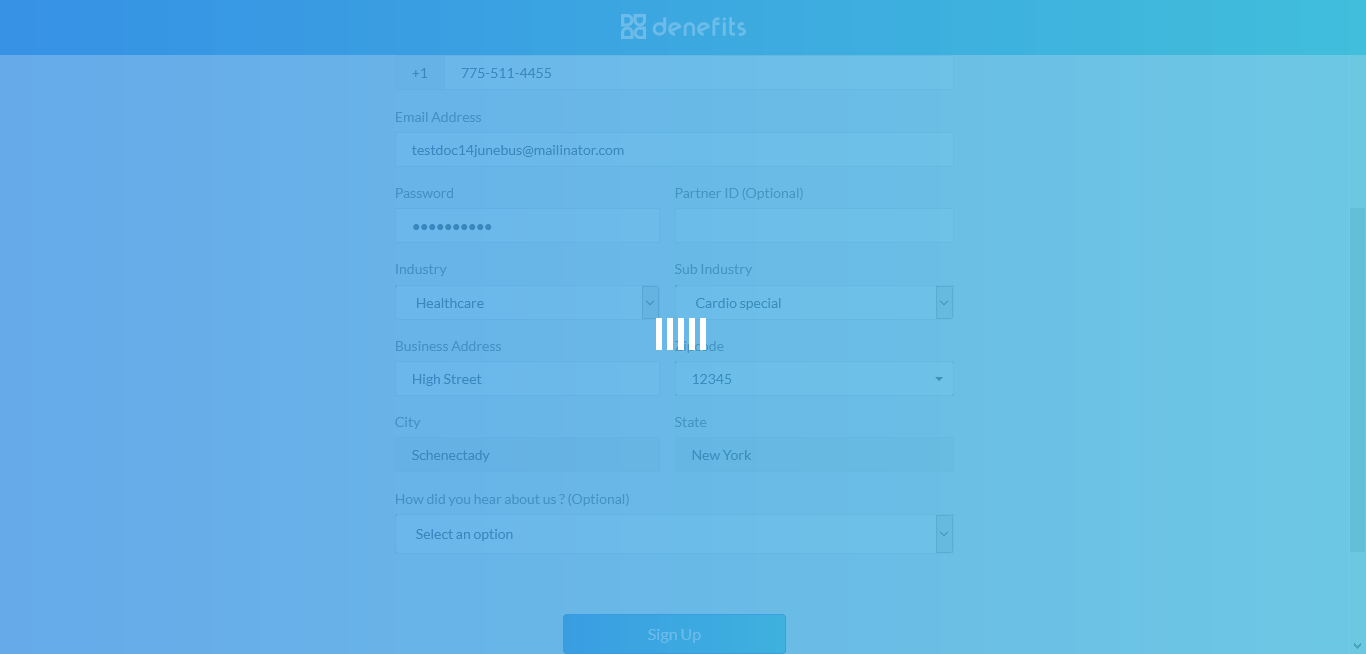 denefits
+1 775-511-4455
Email Address
testdoc14junebus@mailinator.com
Password Partner ID (Optional)
••••••••••
Industry Sub Industry
Healthcare Cardio special
Business Address Zipcode
High Street 12345
City State
Schenectady New York
How did you hear about us ? (Optional)
Select an option
Sign Up